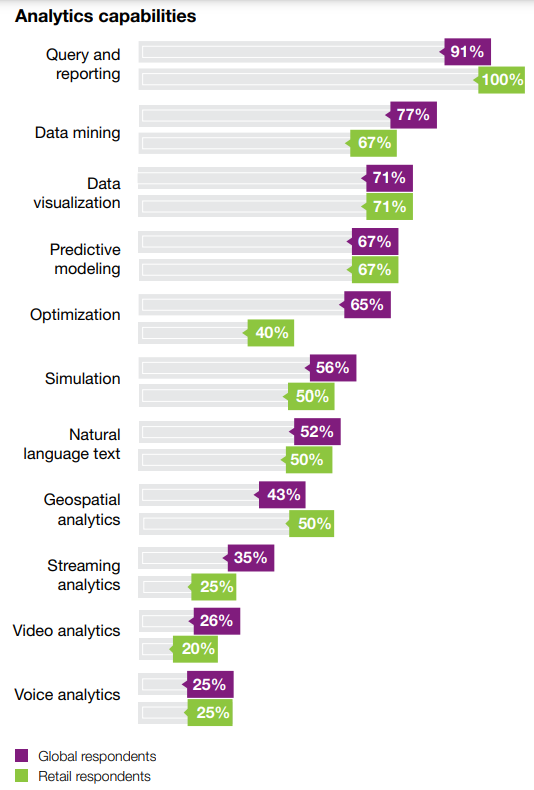 Analytics capabilities
Query and
reporting
91%
100%
Data mining
77%
67%
Data
visualization
71%
71%
Predictive
modeling
67%
67%
Optimization
65%
40%
Simulation
56%
50%
Natural
language text
52%
50%
Geospatial
analytics
43%
50%
Streaming
analytics
35%
25%
Video analytics
26%
20%
Voice analytics
25%
25%
Global respondents
Retail respondents